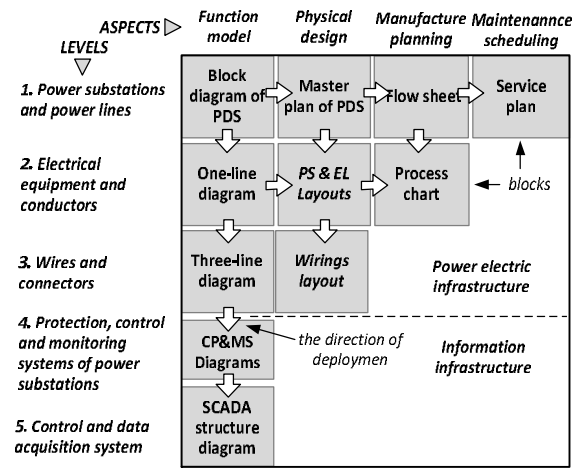 ASPECTS
Function
model
Physical
design
Manufacture
planning
Maintenannce
scheduling
LEVELS
1. Power substations
and power lines
Block
diagram of
PDS
Master
plan of PDS
Flow sheet
Service
plan
2. Electrical
equipment and
conductors
One-line
diagram
PS & EL
Layouts
Process
chart
blocks
3. Wires and
connectors
Three-line
diagram
Wirings
layout
Power electric
infrastructure
4. Protection, control
and monitoring
systems of power
substations
CP&MS
Diagrams
the direction of
deploymen
Information
infrastructure
5. Control and data
acquisition system
SCADA
structure
diagram